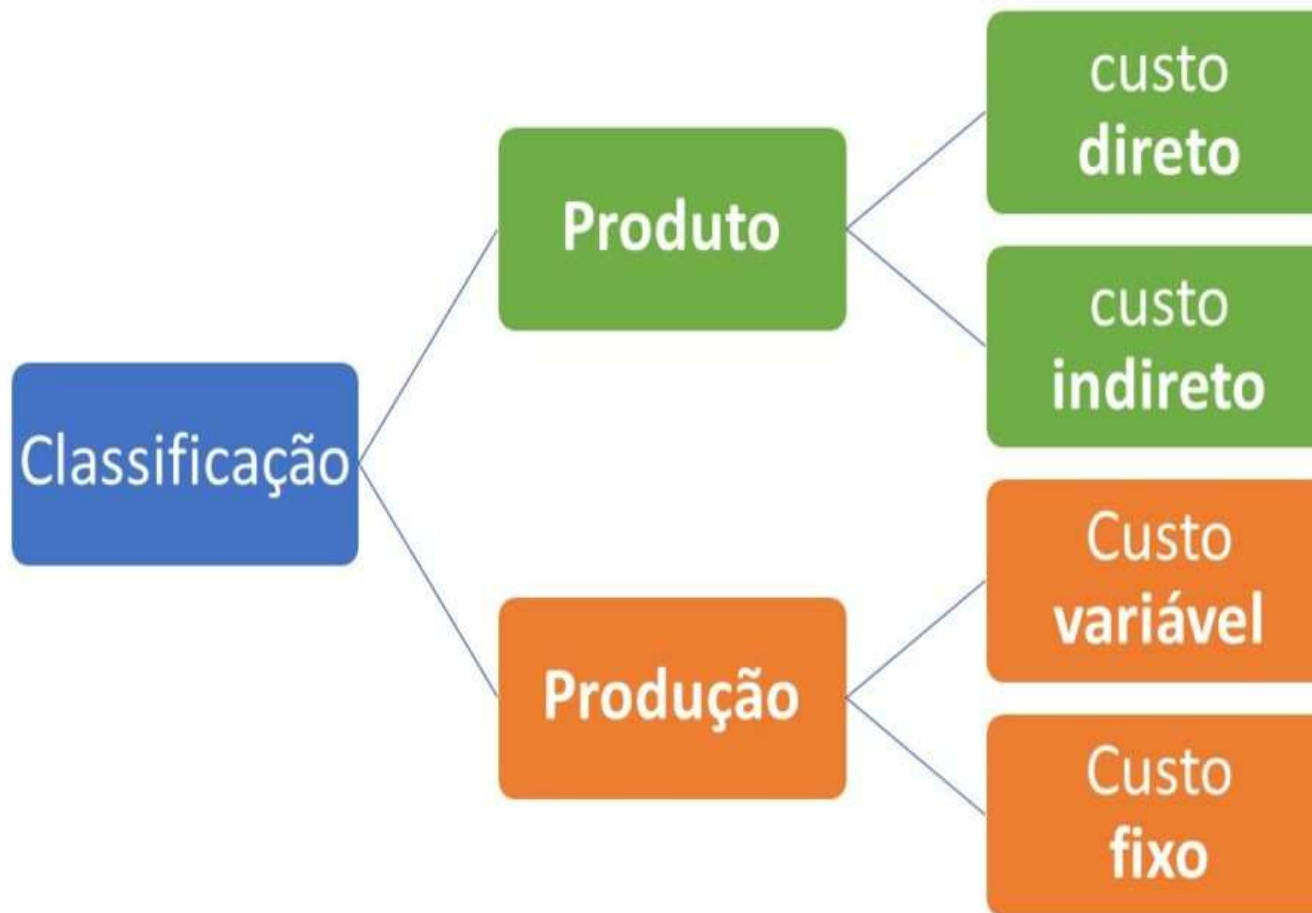 Classificação
Produto
custo
direto
custo
indireto
Produção
Custo
variável
Custo
fixo